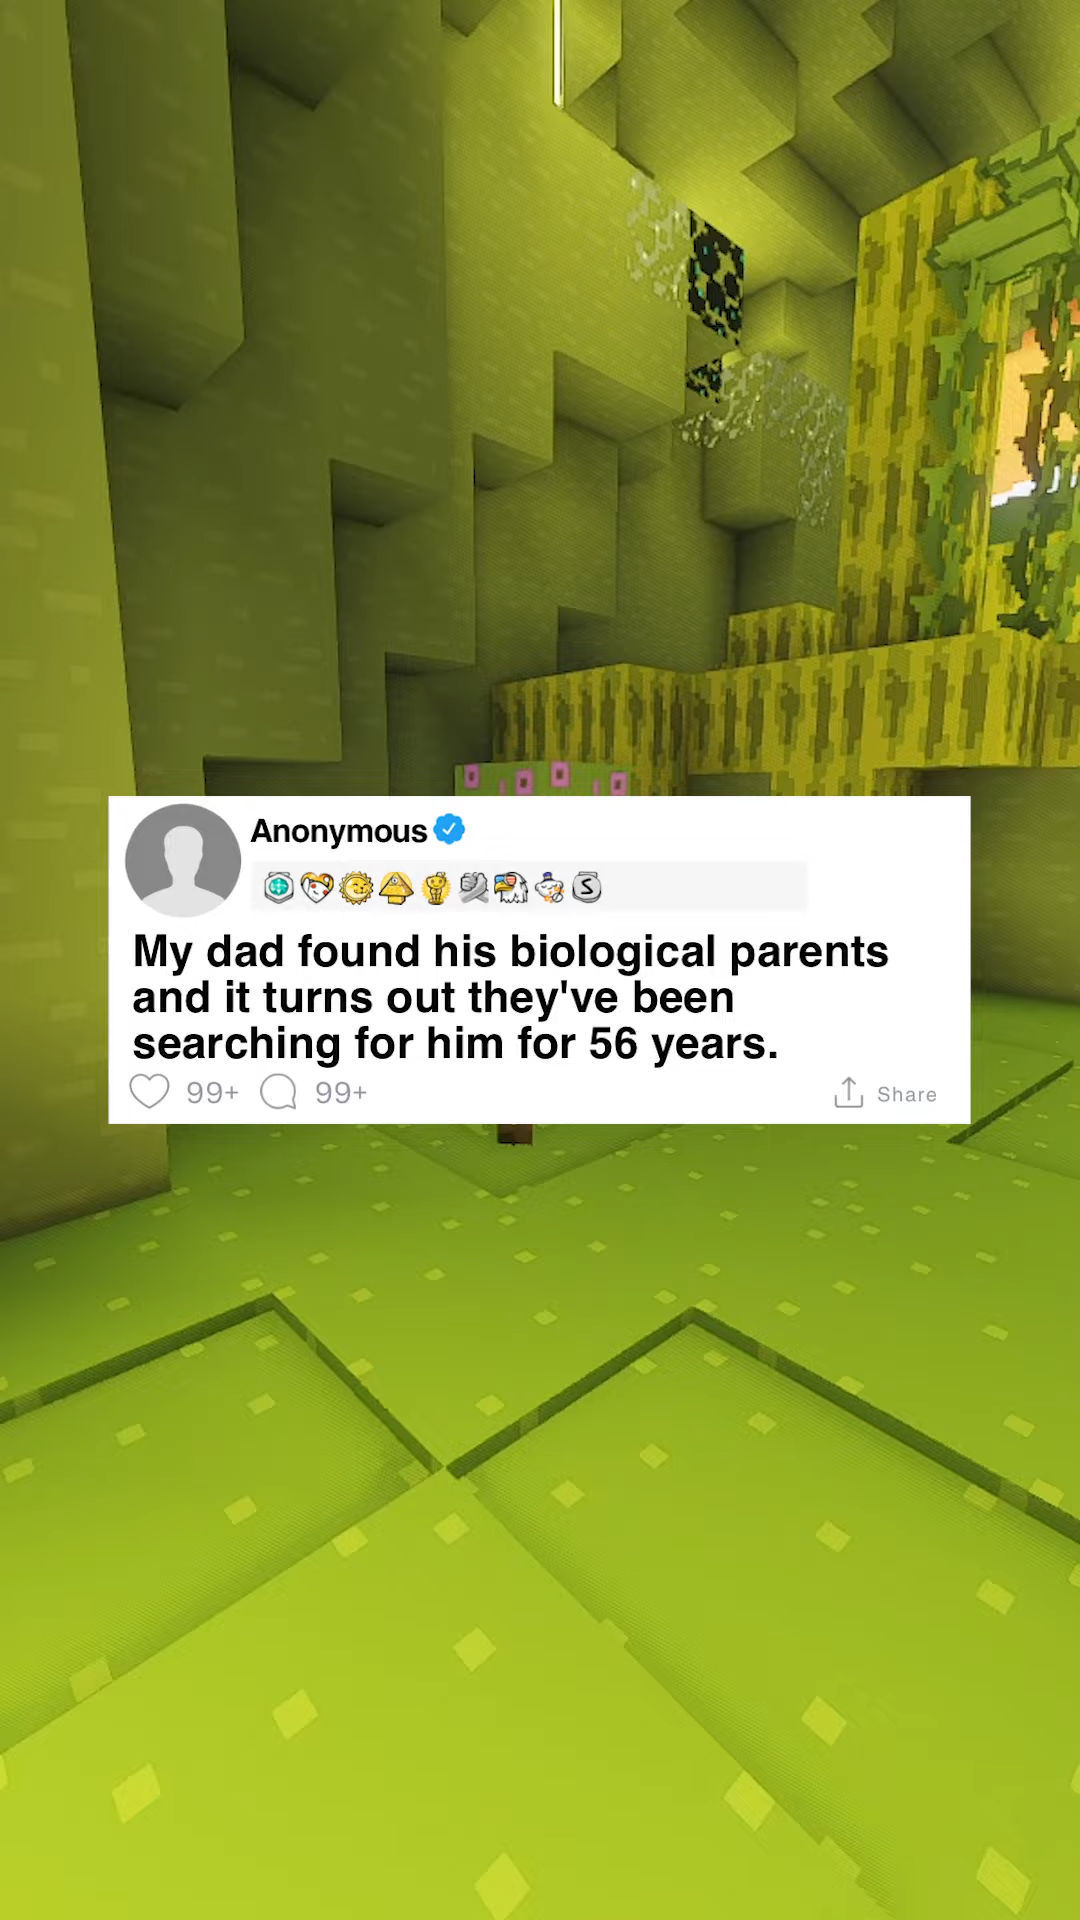 Anonymous
My dad found his biological parents
and it turns out they've been
searching for him for 56 years.
99+ 99+ Share